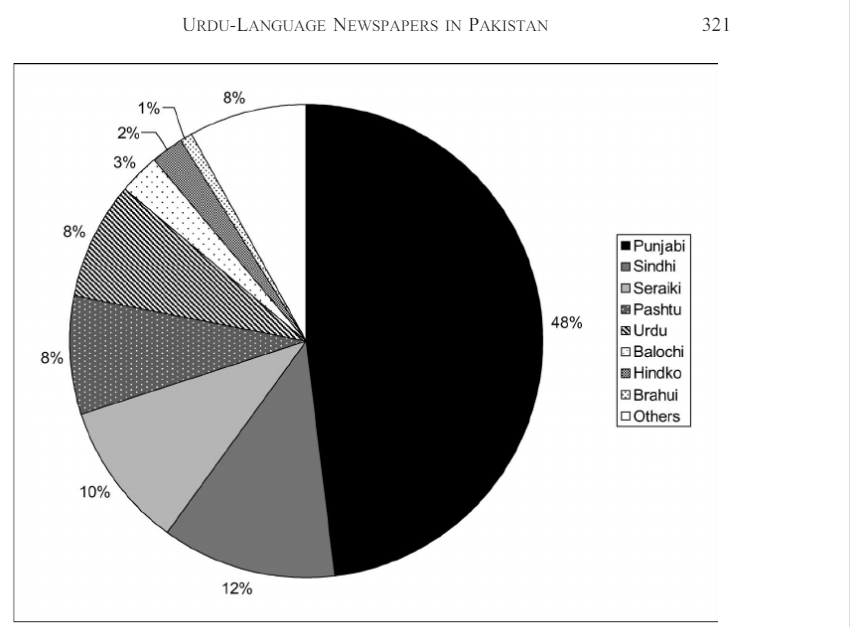 URDU-LANGUAGE NEWSPAPERS IN PAKISTAN 321
8%
1%
2%
3%
8%
8%
10%
12%
48%
Punjabi
Sindhi
Seraiki
Pashtu
Urdu
Balochi
Hindko
Brahui
Others